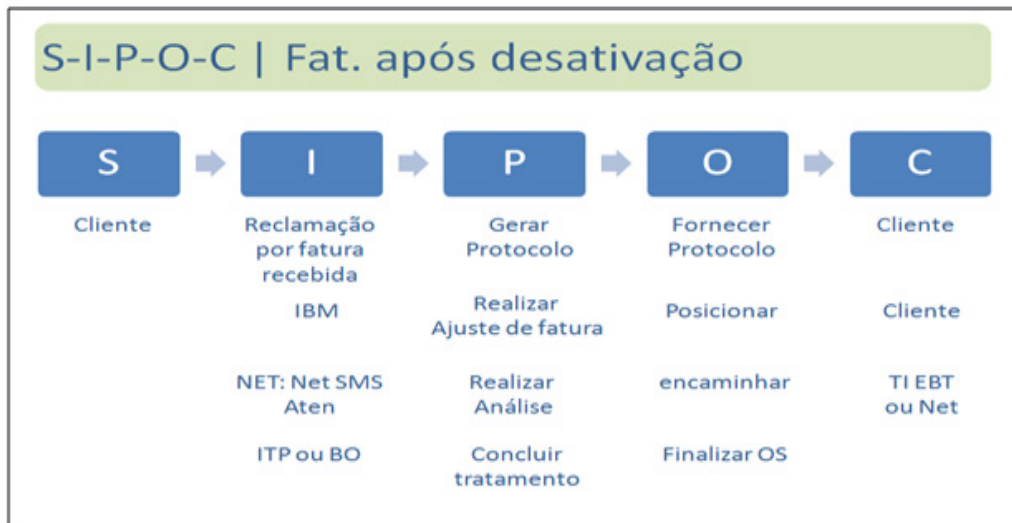 S-I-P-O-C | Fat. após desativação
S
I
P
O
C
Cliente
Reclamação
por fatura
recebida
Gerar
Protocolo
Fornecer
Protocolo
Cliente
IBM
Realizar
Ajuste de fatura
Posicionar
Cliente
NET: Net SMS
Aten
Realizar
Análise
encaminhar
TI EBT
ou Net
ITP ou BO
Concluir
tratamento
Finalizar OS